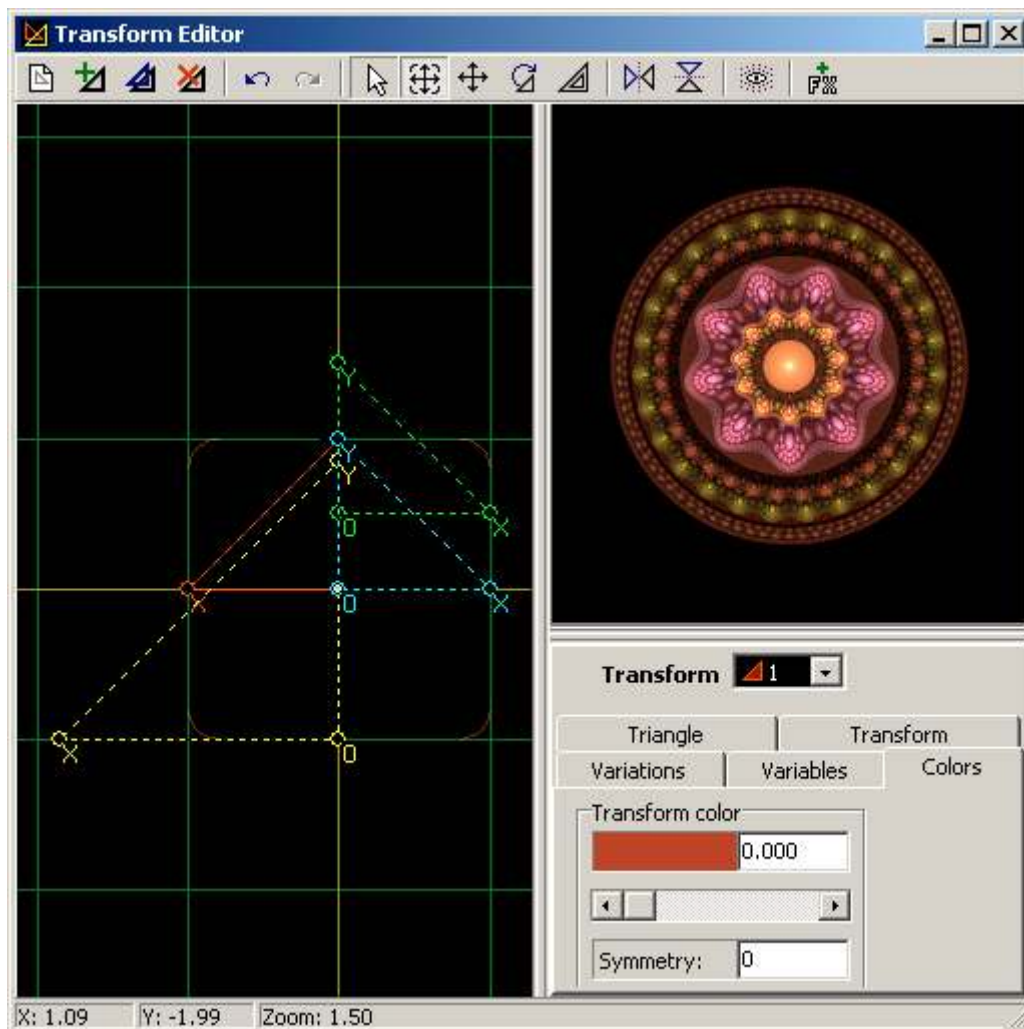 Transform Editor
FX
Y
Y
Y
O
X
X
O
X
X
O
Transform 1
Triangle Transform
Variations Variables Colors
Transform color
0.000
Symmetry: 0
X: 1.09 Y: -1.99 Zoom: 1.50